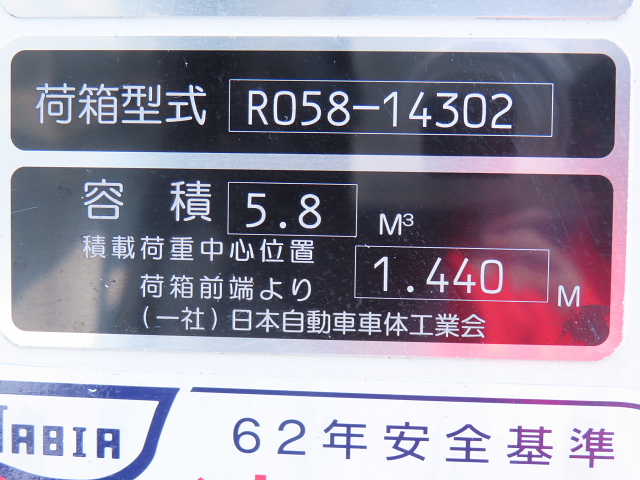 荷箱型式 R058-14302
容積 5.8 M³
積載荷重中心位置
荷箱前端より 1.440 M
(一社)日本自動車車体工業会
JABIA 62年安全基準